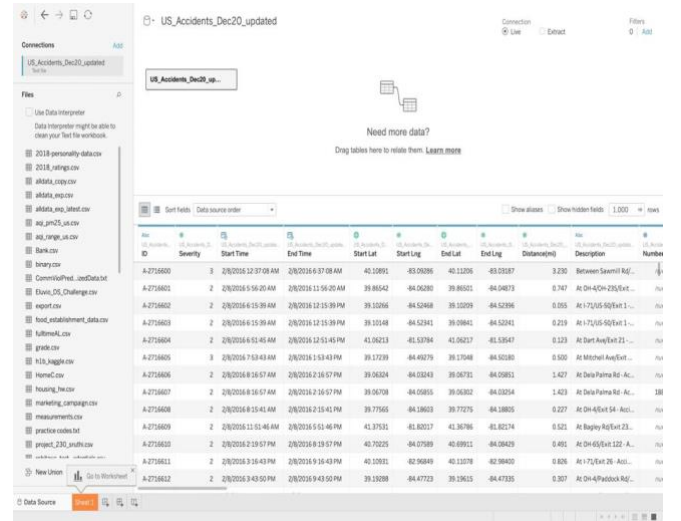 US_Accidents_Dec20_updated
Connection
Live
Extract
Filters
0 Add
Connections
Add
US_Accidents_Dec20_updated
Text file
US_Accidents_Dec20_up...
Files
Use Data Interpreter
Data Interpreter might be able to
clean your Text file workbook.
Need more data?
Drag tables here to relate them. Learn more
2018-personality-data.csv
2018_ratings.csv
alldata_copy.csv
alldata_exp.csv
alldata_exp_latest.csv
aqi_pm25_us.csv
aqi_range_us.csv
Bank.csv
binary.csv
CommViolPred...izedData.txt
Eluvio_DS_Challenge.csv
export.csv
food_establishment_data.csv
fulltimeAL.csv
grade.csv
h1b_kaggle.csv
HomeC.csv
housing_hw.csv
marketing_campaign.csv
measurements.csv
practice codes.txt
project_230_sruthi.csv
New Union
Go to Worksheet
Data Source
Sheet 1
Sort fields Data source order
Show aliases Show hidden fields 1,000 rows
ID Severity Start Time End Time Start Lat Start Lng End Lat End Lng Distance(mi) Description Number
A-2716600 3 2/8/2016 12:37:08 AM 2/8/2016 6:37:08 AM 40.10891 -83.09286 40.11206 -83.03187 3.230 Between Sawmill Rd/...
A-2716601 2 2/8/2016 5:56:20 AM 2/8/2016 11:56:20 AM 39.86542 -84.06280 39.86501 -84.04873 0.747 At OH-4/OH-235/Exit...
A-2716602 2 2/8/2016 6:15:39 AM 2/8/2016 12:15:39 PM 39.10266 -84.52468 39.10209 -84.52396 0.055 At I-71/US-50/Exit 1-...
A-2716603 2 2/8/2016 6:15:39 AM 2/8/2016 12:15:39 PM 39.10148 -84.52341 39.09841 -84.52241 0.219 At I-71/US-50/Exit 1-...
A-2716604 2 2/8/2016 6:51:45 AM 2/8/2016 12:51:45 PM 41.06213 -81.53784 41.06217 -81.53547 0.123 At Dart Ave/Exit 21-...
A-2716605 3 2/8/2016 7:53:43 AM 2/8/2016 1:53:43 PM 39.17239 -84.49279 39.17048 -84.50180 0.500 At Mitchell Ave/Exit...
A-2716606 2 2/8/2016 8:16:57 AM 2/8/2016 2:16:57 PM 39.06324 -84.03243 39.06731 -84.05851 1.427 At Dela Palma Rd - Ac...
A-2716607 2 2/8/2016 8:16:57 AM 2/8/2016 2:16:57 PM 39.06708 -84.05855 39.06302 -84.03254 1.423 At Dela Palma Rd - Ac... 188
A-2716608 2 2/8/2016 8:15:41 AM 2/8/2016 2:15:41 PM 39.77565 -84.18603 39.77275 -84.18805 0.227 At OH-4/Exit 54 - Acci...
A-2716609 2 2/8/2016 11:51:46 AM 2/8/2016 5:51:46 PM 41.37531 -81.82017 41.36786 -81.82174 0.521 At Bagley Rd/Exit 23...
A-2716610 2 2/8/2016 2:19:57 PM 2/8/2016 8:19:57 PM 40.70225 -84.07589 40.69911 -84.08429 0.491 At OH-65/Exit 122 - A...
A-2716611 2 2/8/2016 3:16:43 PM 2/8/2016 9:16:43 PM 40.10931 -82.96849 40.11078 -82.98400 0.826 At I-71/Exit 26 - Acci...
A-2716612 2 2/8/2016 3:43:50 PM 2/8/2016 9:43:50 PM 39.19288 -84.47723 39.19615 -84.47335 0.307 At OH-4/Paddock Rd/...